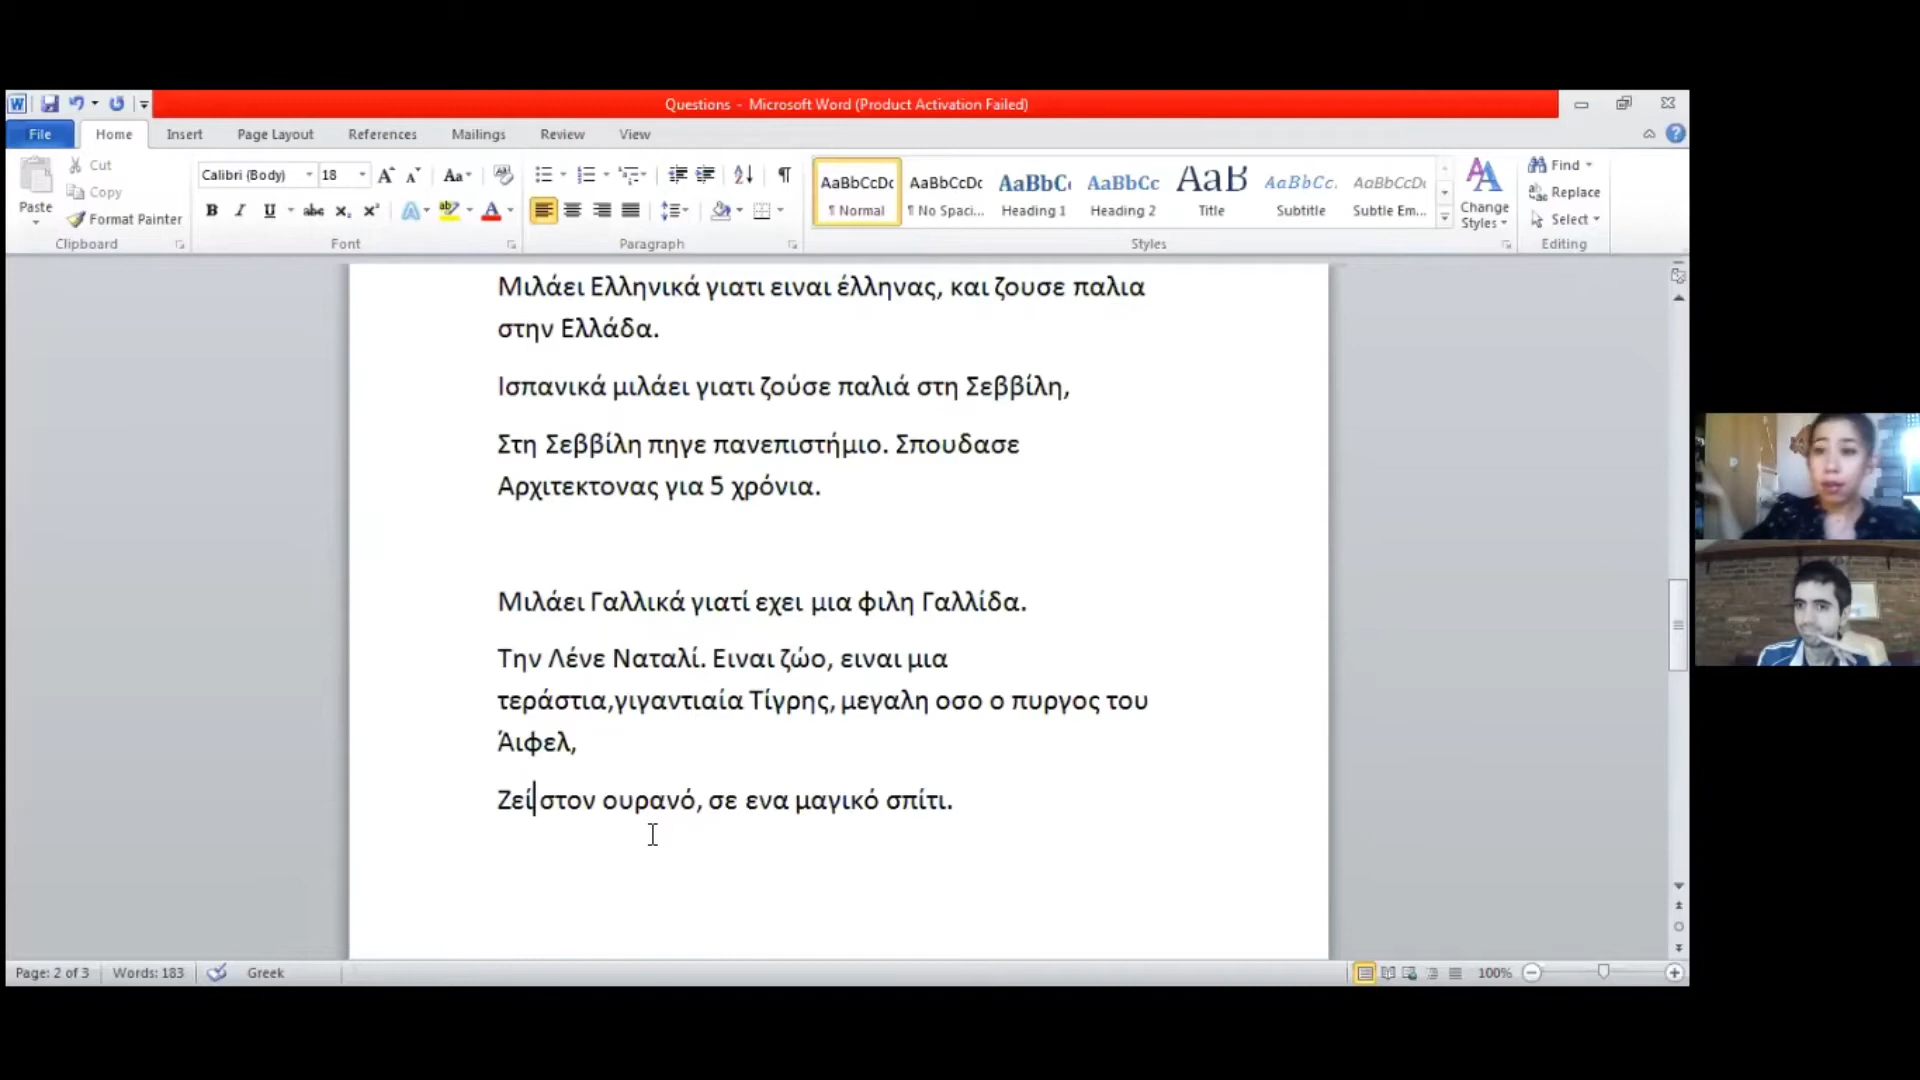 Questions - Microsoft Word (Product Activation Failed)
File Home Insert Page Layout References Mailings Review View
Cut
Copy
Format Painter
Paste
Clipboard
Calibri (Body) 18
Font
Paragraph
AaBbCcDc AaBbCcDc AaBbC AaBbCc AaB AaBbCc. AaBbCcDc
¶ Normal ¶ No Spaci... Heading 1 Heading 2 Title Subtitle Subtle Em...
Styles
Change Styles
Find
Replace
Select
Editing
Μιλάει Ελληνικά γιατι ειναι έλληνας, και ζουσε παλια
στην Ελλάδα.
Ισπανικά μιλάει γιατι ζούσε παλιά στη Σεββίλη,
Στη Σεββίλη πηγε πανεπιστήμιο. Σπουδασε
Αρχιτεκτονας για 5 χρόνια.
Μιλάει Γαλλικά γιατί εχει μια φιλη Γαλλίδα.
Την Λένε Ναταλί. Ειναι ζώο, ειναι μια
τεράστια,γιγαντιαία Τίγρης, μεγαλη οσο ο πυργος του
Άιφελ,
Ζεί στον ουρανό, σε ενα μαγικό σπίτι.
Page: 2 of 3 Words: 183 Greek 100%